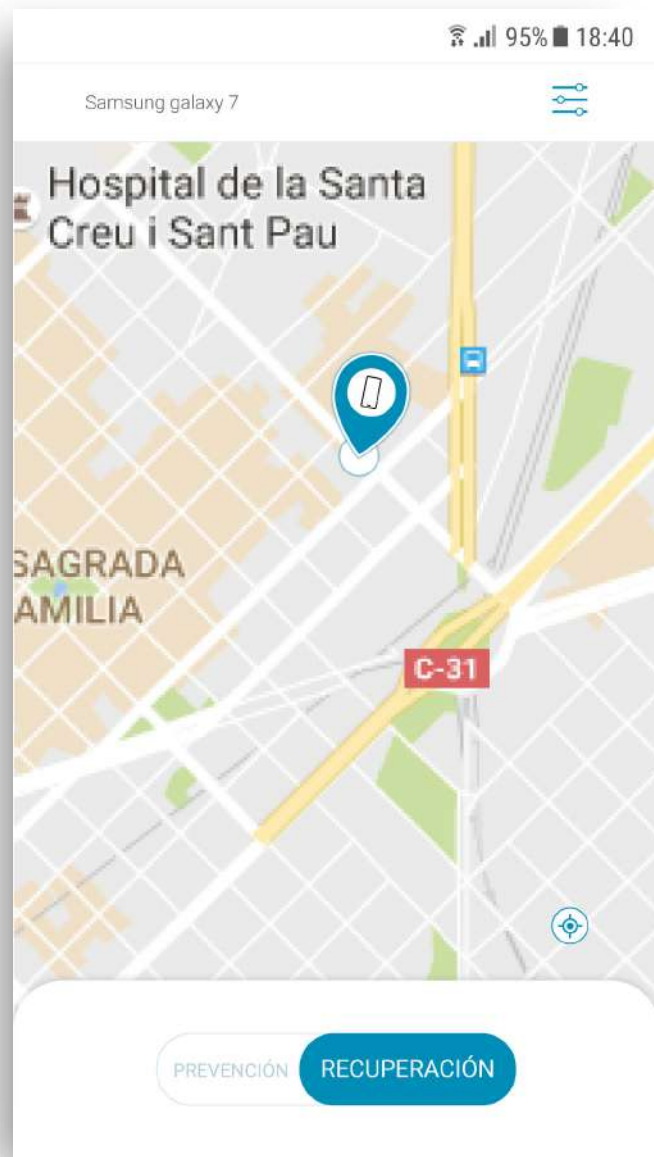 95% 18:40
Samsung galaxy 7
Hospital de la Santa
Creu i Sant Pau
SAGRADA
AMILIA
C-31
PREVENCIÓN RECUPERACIÓN